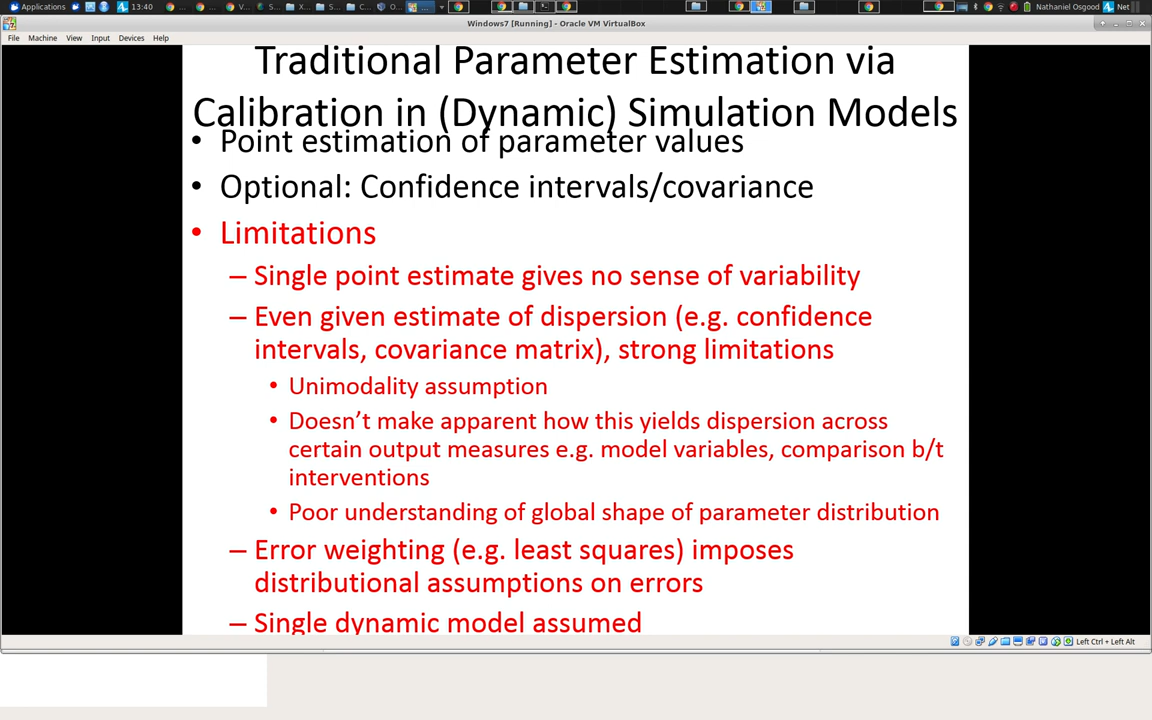 Applications 13:40 V... S... X... S... C... O... ... Nathaniel Osgood Net
Windows7 [Running] - Oracle VM VirtualBox
File Machine View Input Devices Help
Traditional Parameter Estimation via
Calibration in (Dynamic) Simulation Models
• Point estimation of parameter values
• Optional: Confidence intervals/covariance
• Limitations
– Single point estimate gives no sense of variability
– Even given estimate of dispersion (e.g. confidence
intervals, covariance matrix), strong limitations
• Unimodality assumption
• Doesn’t make apparent how this yields dispersion across
certain output measures e.g. model variables, comparison b/t
interventions
• Poor understanding of global shape of parameter distribution
– Error weighting (e.g. least squares) imposes
distributional assumptions on errors
– Single dynamic model assumed
Left Ctrl + Left Alt